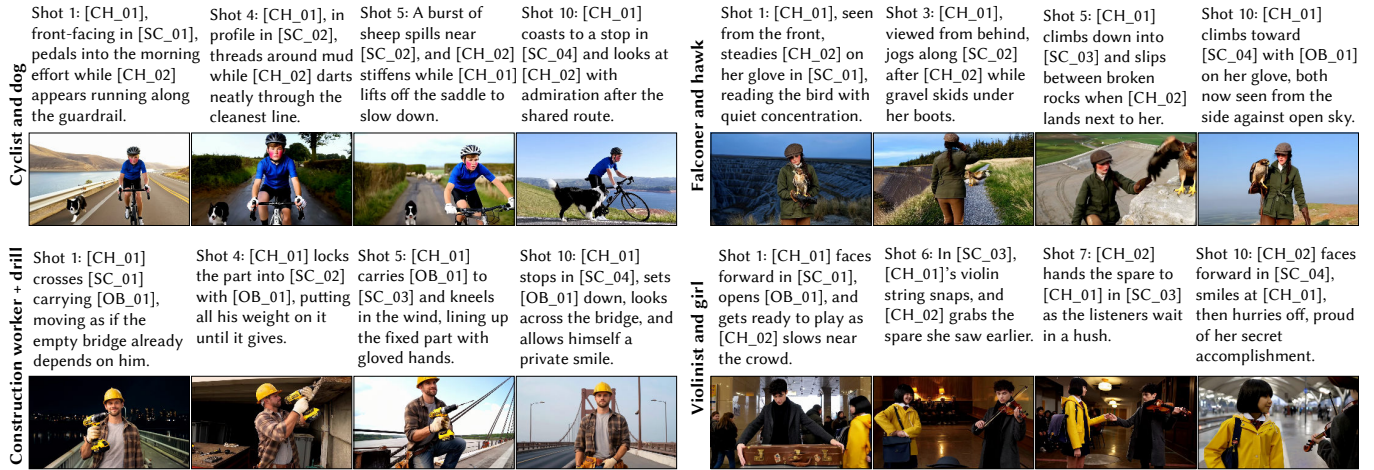 Cyclist and dog
Shot 1: [CH_01],
front-facing in [SC_01],
pedals into the morning
effort while [CH_02]
appears running along
the guardrail.
Shot 4: [CH_01], in
profile in [SC_02],
threads around mud
while [CH_02] darts
neatly through the
cleanest line.
Shot 5: A burst of
sheep spills near
[SC_02], and [CH_02]
stiffens while [CH_01]
lifts off the saddle to
slow down.
Shot 10: [CH_01]
coasts to a stop in
[SC_04] and looks at
[CH_02] with
admiration after the
shared route.
Falconer and hawk
Shot 1: [CH_01], seen
from the front,
steadies [CH_02] on
her glove in [SC_01],
reading the bird with
quiet concentration.
Shot 3: [CH_01],
viewed from behind,
jogs along [SC_02]
after [CH_02] while
gravel skids under
her boots.
Shot 5: [CH_01]
climbs down into
[SC_03] and slips
between broken
rocks when [CH_02]
lands next to her.
Shot 10: [CH_01]
climbs toward
[SC_04] with [OB_01]
on her glove, both
now seen from the
side against open sky.
Construction worker + drill
Shot 1: [CH_01]
crosses [SC_01]
carrying [OB_01],
moving as if the
empty bridge already
depends on him.
Shot 4: [CH_01] locks
the part into [SC_02]
with [OB_01], putting
all his weight on it
until it gives.
Shot 5: [CH_01]
carries [OB_01] to
[SC_03] and kneels
in the wind, lining up
the fixed part with
gloved hands.
Shot 10: [CH_01]
stops in [SC_04], sets
[OB_01] down, looks
across the bridge, and
allows himself a
private smile.
Violinist and girl
Shot 1: [CH_01] faces
forward in [SC_01],
opens [OB_01], and
gets ready to play as
[CH_02] slows near
the crowd.
Shot 6: In [SC_03],
[CH_01]'s violin
string snaps, and
[CH_02] grabs the
spare she saw earlier.
Shot 7: [CH_02]
hands the spare to
[CH_01] in [SC_03]
as the listeners wait
in a hush.
Shot 10: [CH_02] faces
forward in [SC_04],
smiles at [CH_01],
then hurries off, proud
of her secret
accomplishment.